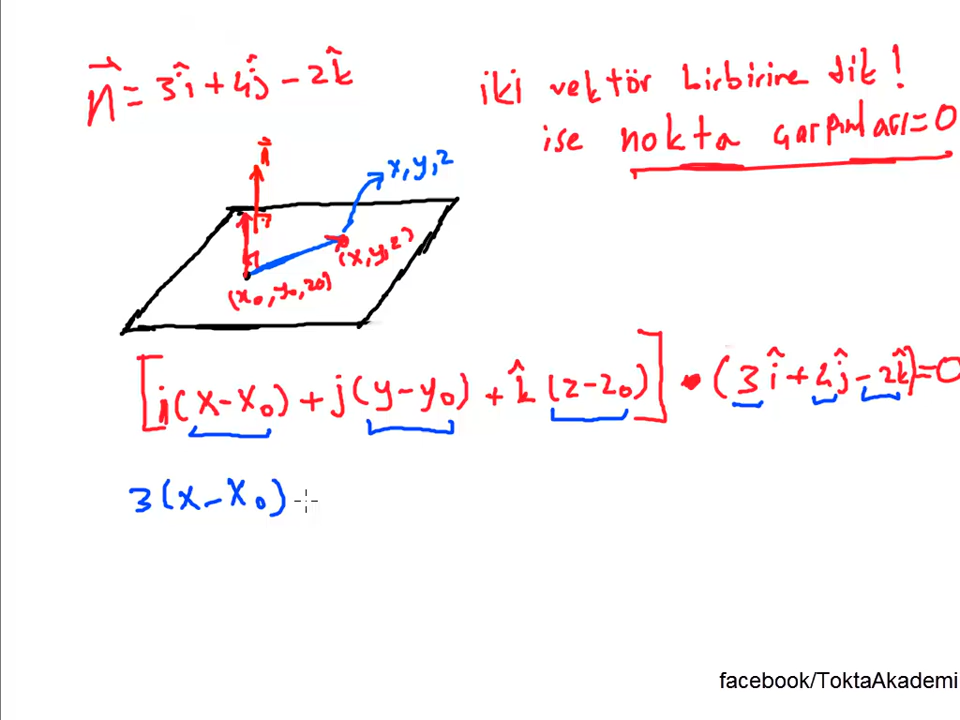 n⃗ = 3î + 4ĵ - 2k̂
iki vektör birbirine dik!
ise nokta çarpımları=0
n⃗
x, y, z
(x, y, z)
(x₀, y₀, z₀)
[i(x-x₀) + j(y-y₀) + k̂(z-z₀)] • (3î + 4ĵ - 2k̂) = 0
3(x-x₀)
facebook/ToktaAkademi